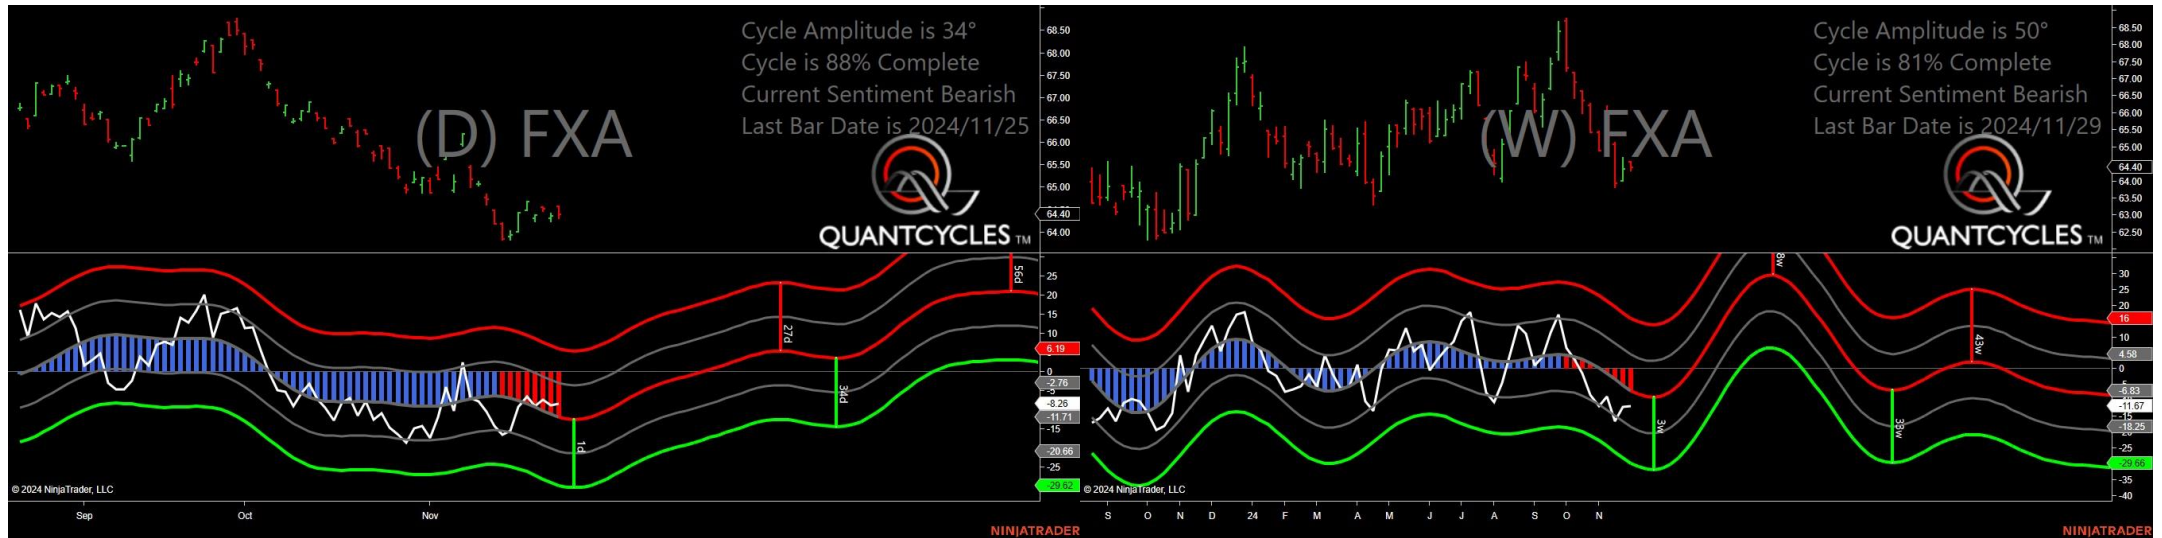 Cycle Amplitude is 34°
Cycle is 88% Complete
Current Sentiment Bearish
Last Bar Date is 2024/11/25
(D) FXA
QUANTCYCLES TM
68.50
68.00
67.50
67.00
66.50
66.00
65.50
65.00
64.40
64.00
56d
27d
34d
1d
25
20
15
10
6.19
0
-2.76
-8.26
-11.71
-15
-20.66
-25
-29.62
© 2024 NinjaTrader, LLC
Sep Oct Nov
NINJATRADER
Cycle Amplitude is 50°
Cycle is 81% Complete
Current Sentiment Bearish
Last Bar Date is 2024/11/29
(W) FXA
QUANTCYCLES TM
68.50
68.00
67.50
67.00
66.50
66.00
65.50
65.00
64.40
64.00
63.50
63.00
62.50
8w
43w
3w
30
25
20
16
10
4.58
0
-6.83
-11.67
-15
-18.25
-25
-29.66
-35
-40
© 2024 NinjaTrader, LLC
S O N D 24 F M A M J J A S O N
NINJATRADER